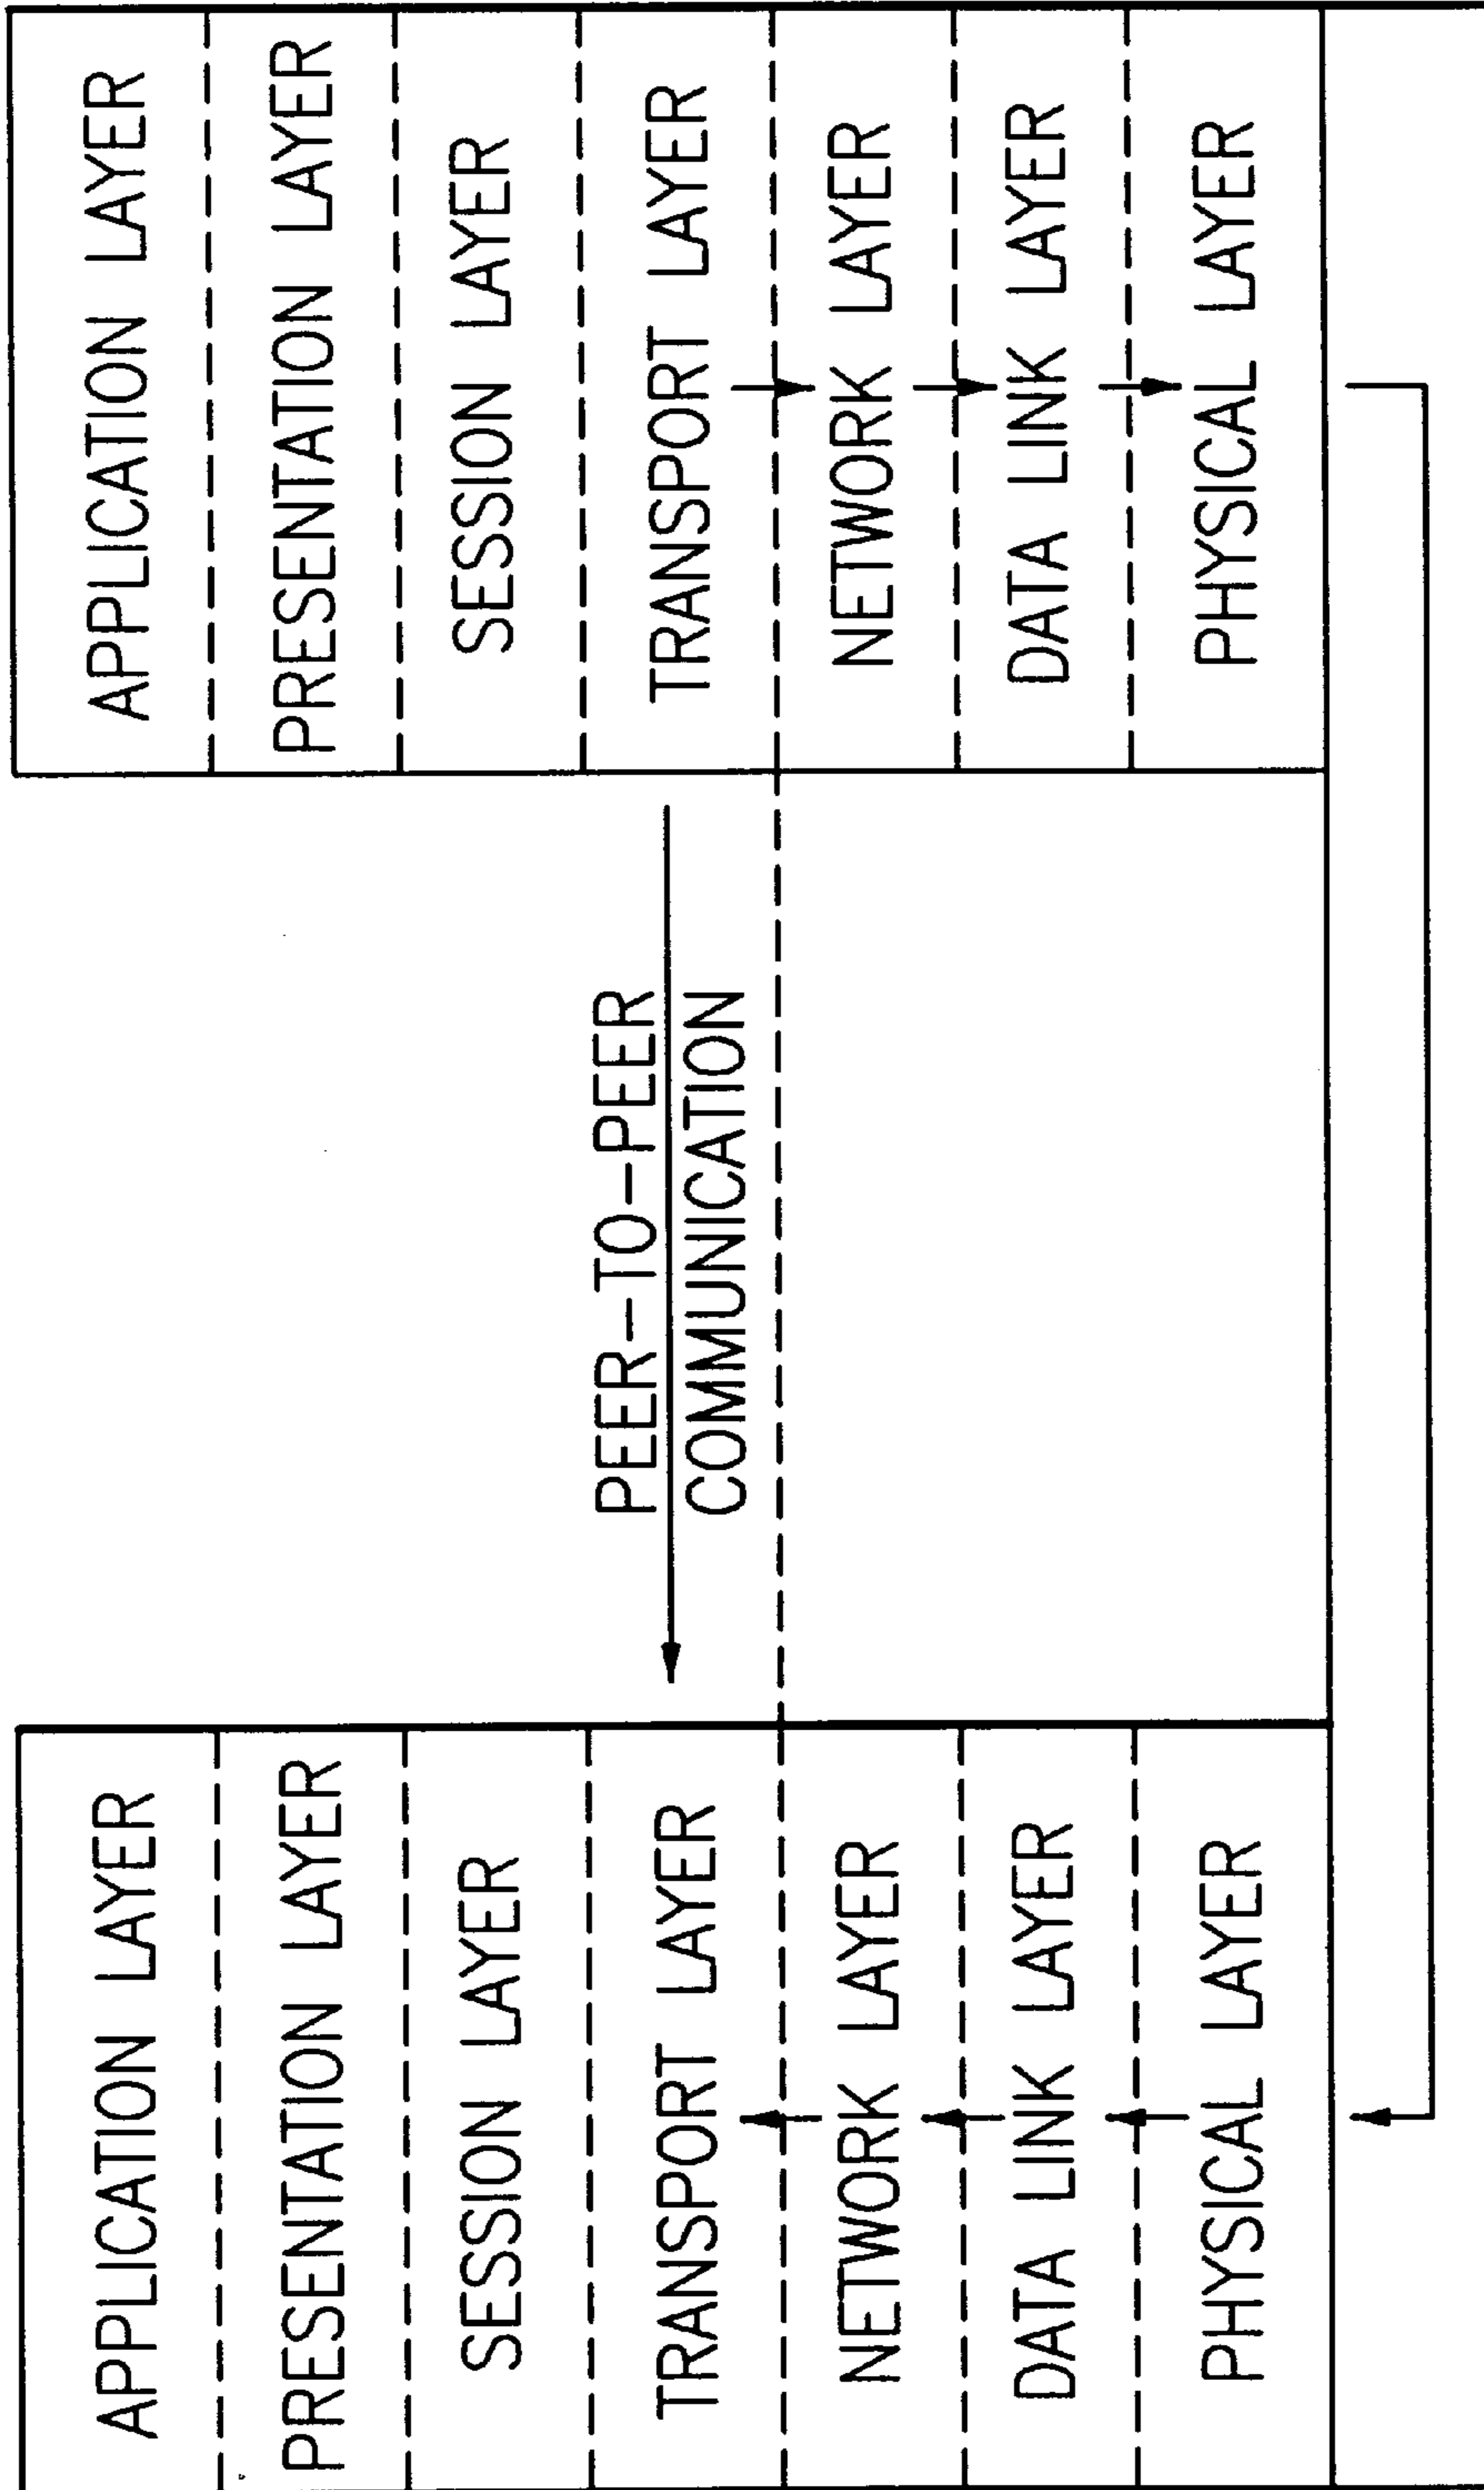 APPLICATION LAYER
PRESENTATION LAYER
SESSION LAYER
TRANSPORT LAYER
NETWORK LAYER
DATA LINK LAYER
PHYSICAL LAYER
PEER-TO-PEER
COMMUNICATION
APPLICATION LAYER
PRESENTATION LAYER
SESSION LAYER
TRANSPORT LAYER
NETWORK LAYER
DATA LINK LAYER
PHYSICAL LAYER